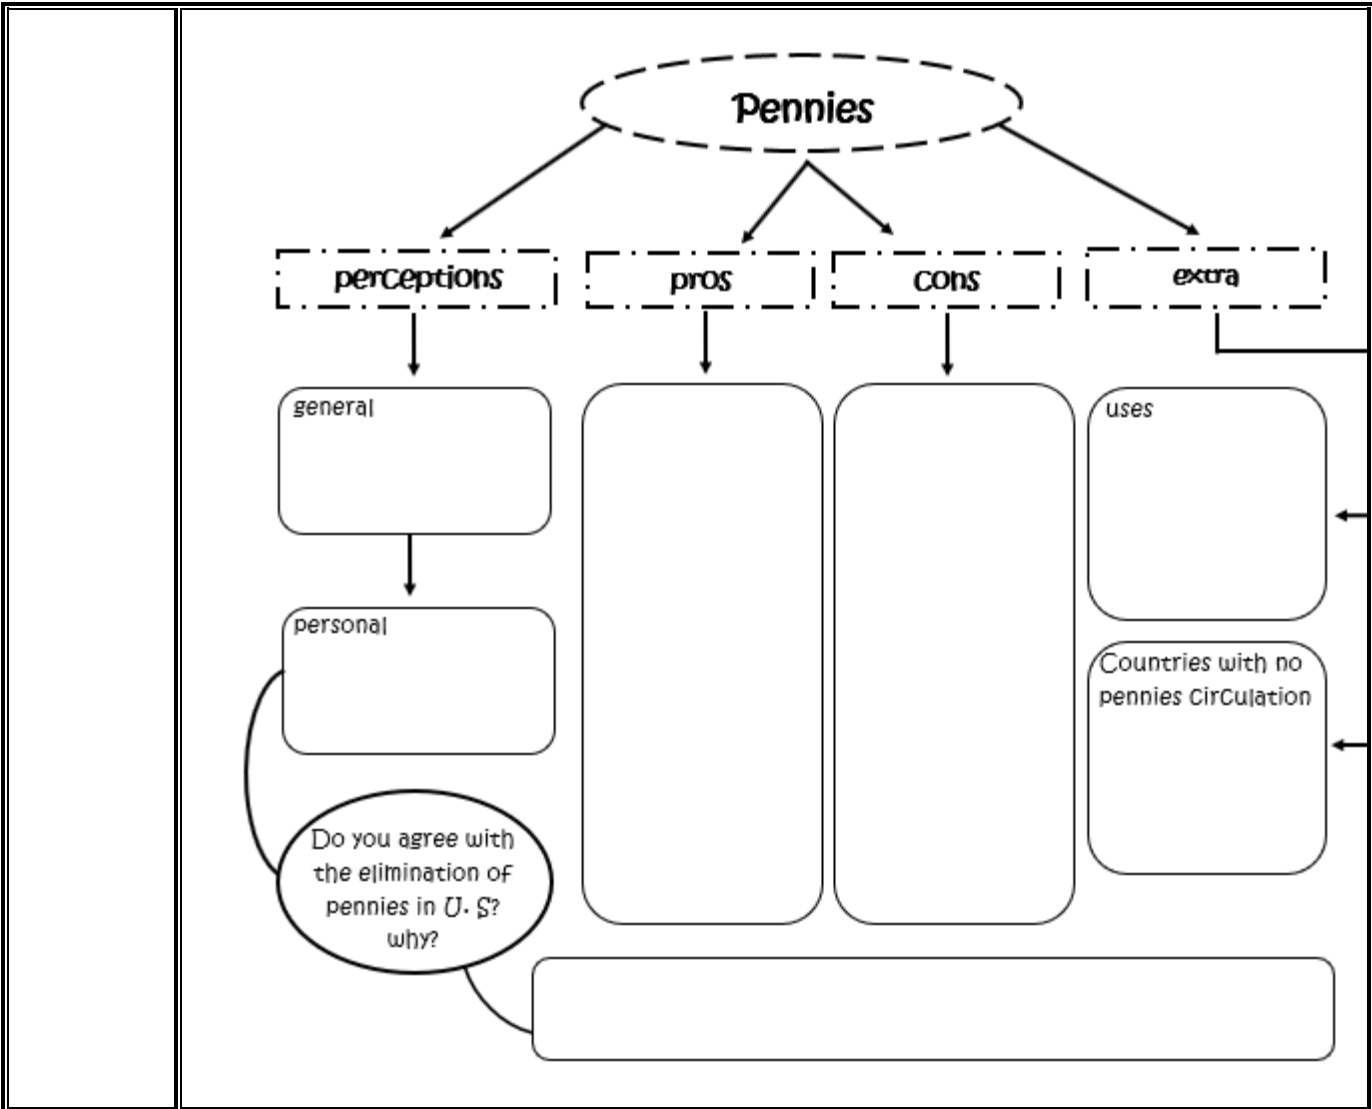 Pennies
perceptions
pros
cons
extra
general
uses
personal
Countries with no
pennies circulation
Do you agree with
the elimination of
pennies in U. S?
why?